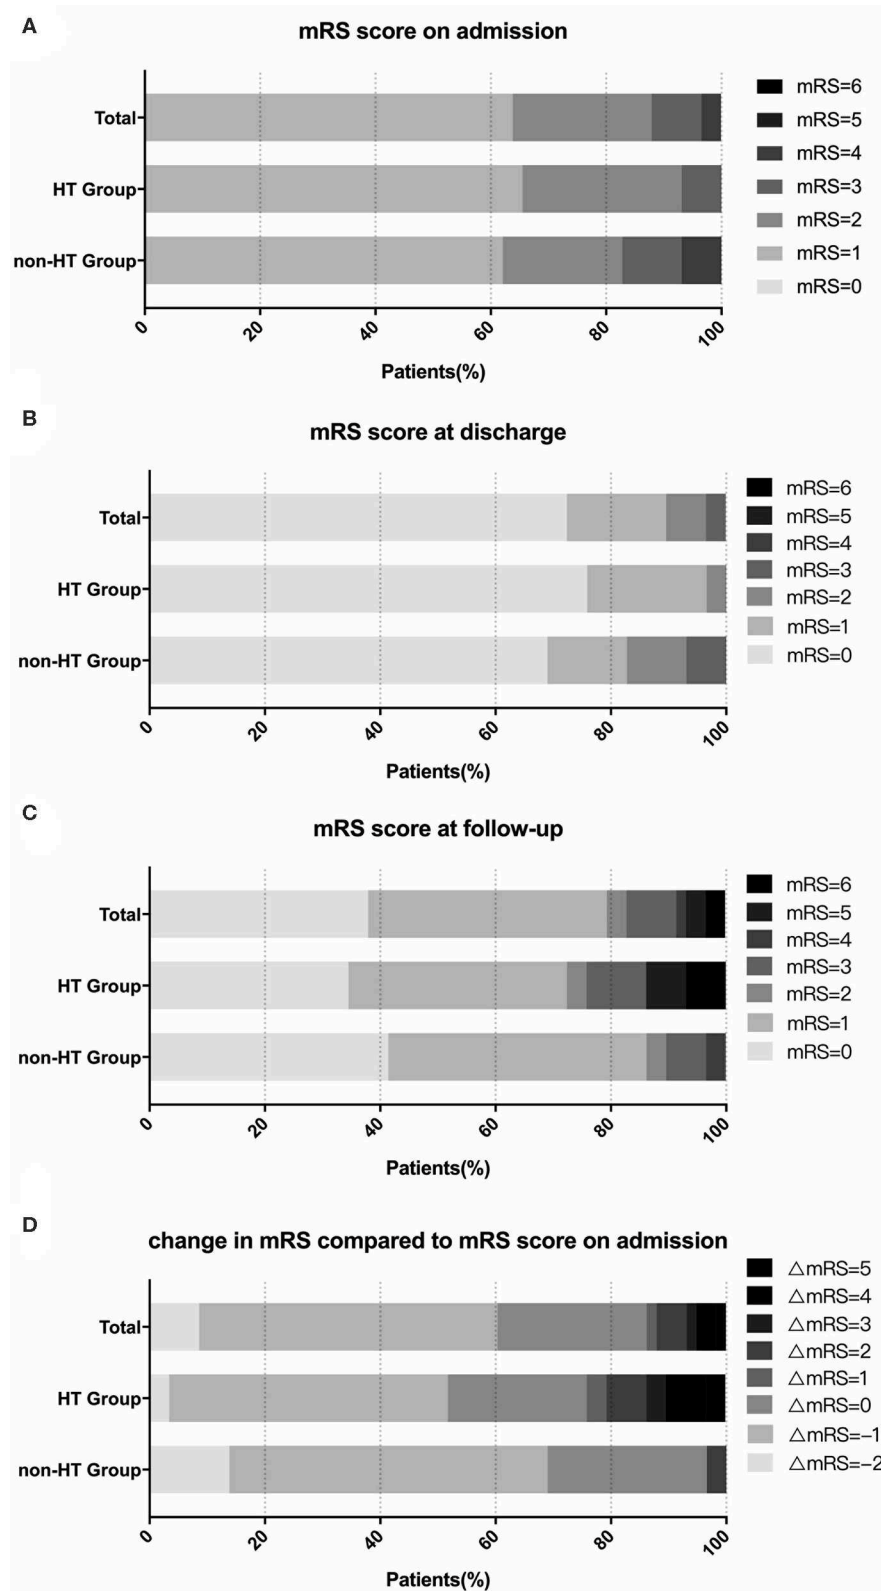 A
mRS score on admission
Total
HT Group
non-HT Group
0 20 40 60 80 100
Patients(%)
mRS=6
mRS=5
mRS=4
mRS=3
mRS=2
mRS=1
mRS=0
B
mRS score at discharge
Total
HT Group
non-HT Group
0 20 40 60 80 100
Patients(%)
mRS=6
mRS=5
mRS=4
mRS=3
mRS=2
mRS=1
mRS=0
C
mRS score at follow-up
Total
HT Group
non-HT Group
0 20 40 60 80 100
Patients(%)
mRS=6
mRS=5
mRS=4
mRS=3
mRS=2
mRS=1
mRS=0
D
change in mRS compared to mRS score on admission
Total
HT Group
non-HT Group
0 20 40 60 80 100
Patients(%)
△mRS=5
△mRS=4
△mRS=3
△mRS=2
△mRS=1
△mRS=0
△mRS=−1
△mRS=−2